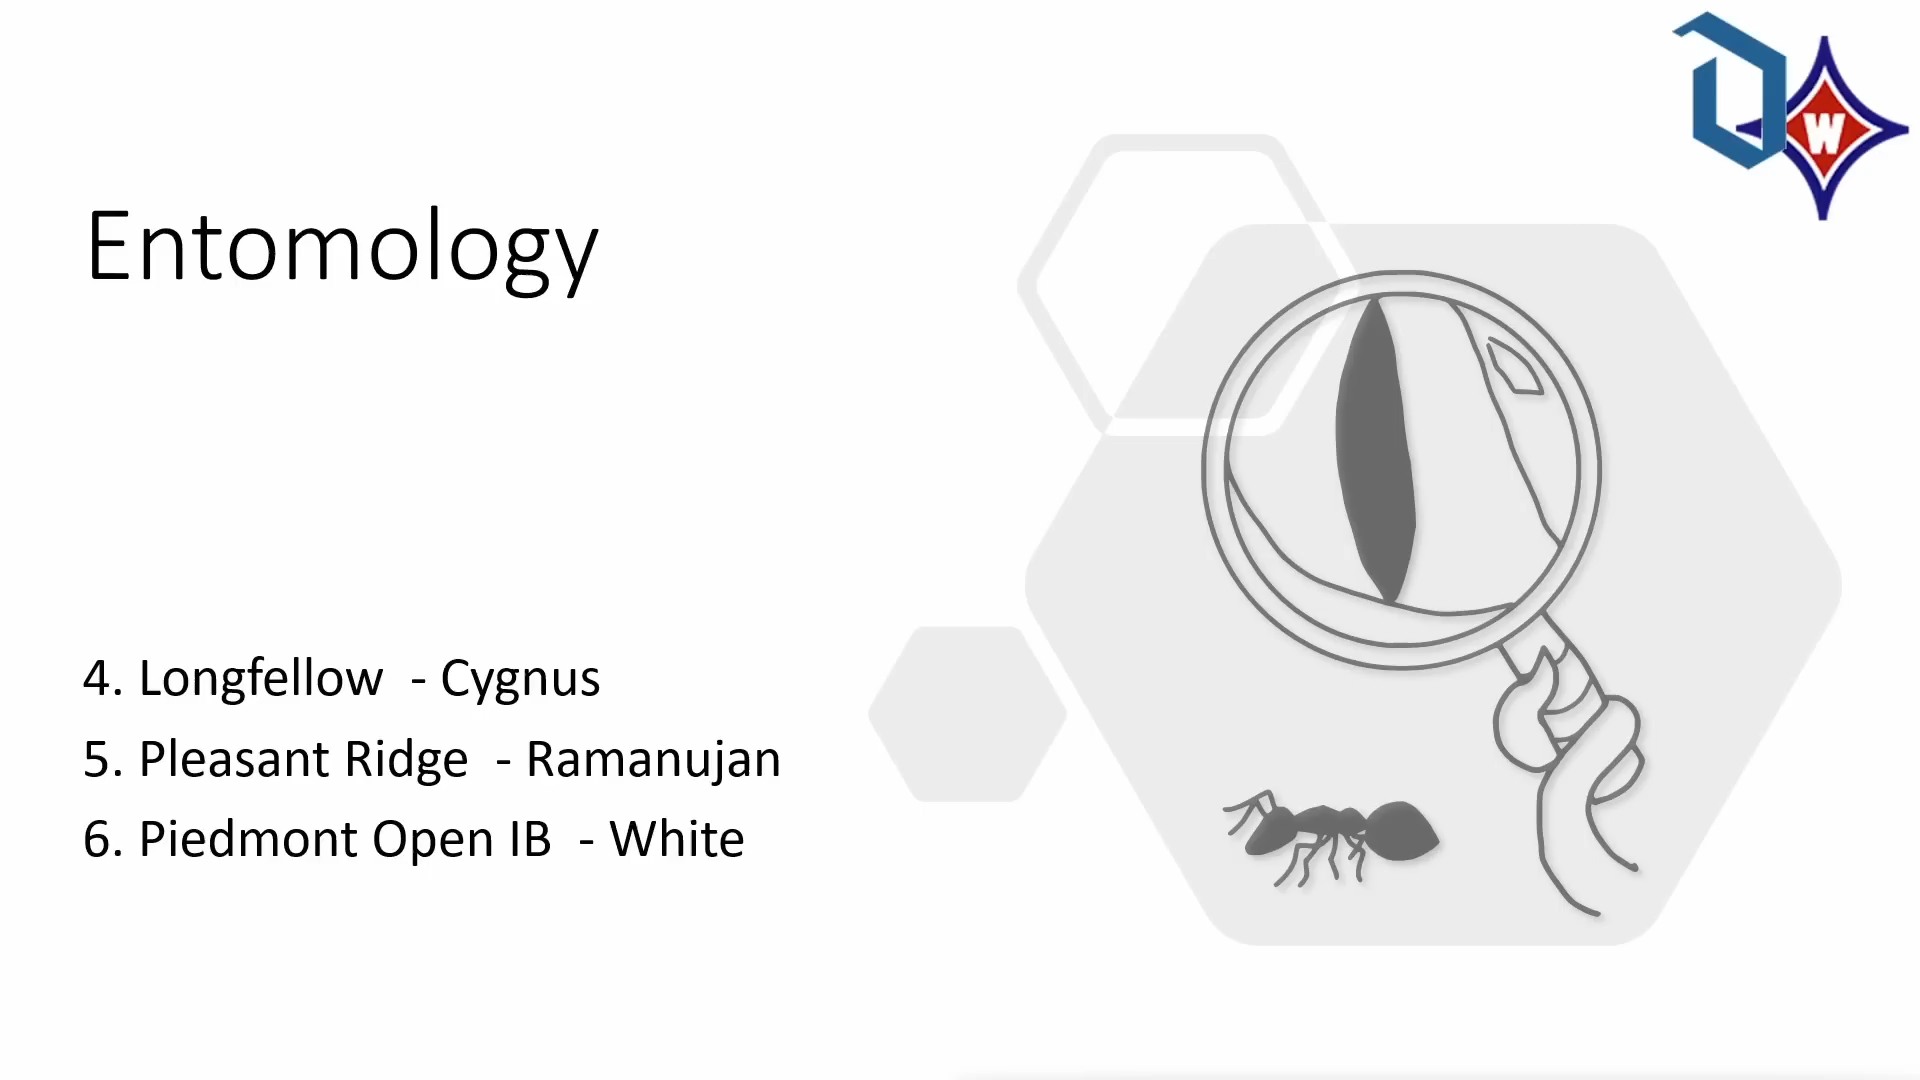 W
Entomology
4. Longfellow - Cygnus
5. Pleasant Ridge - Ramanujan
6. Piedmont Open IB - White